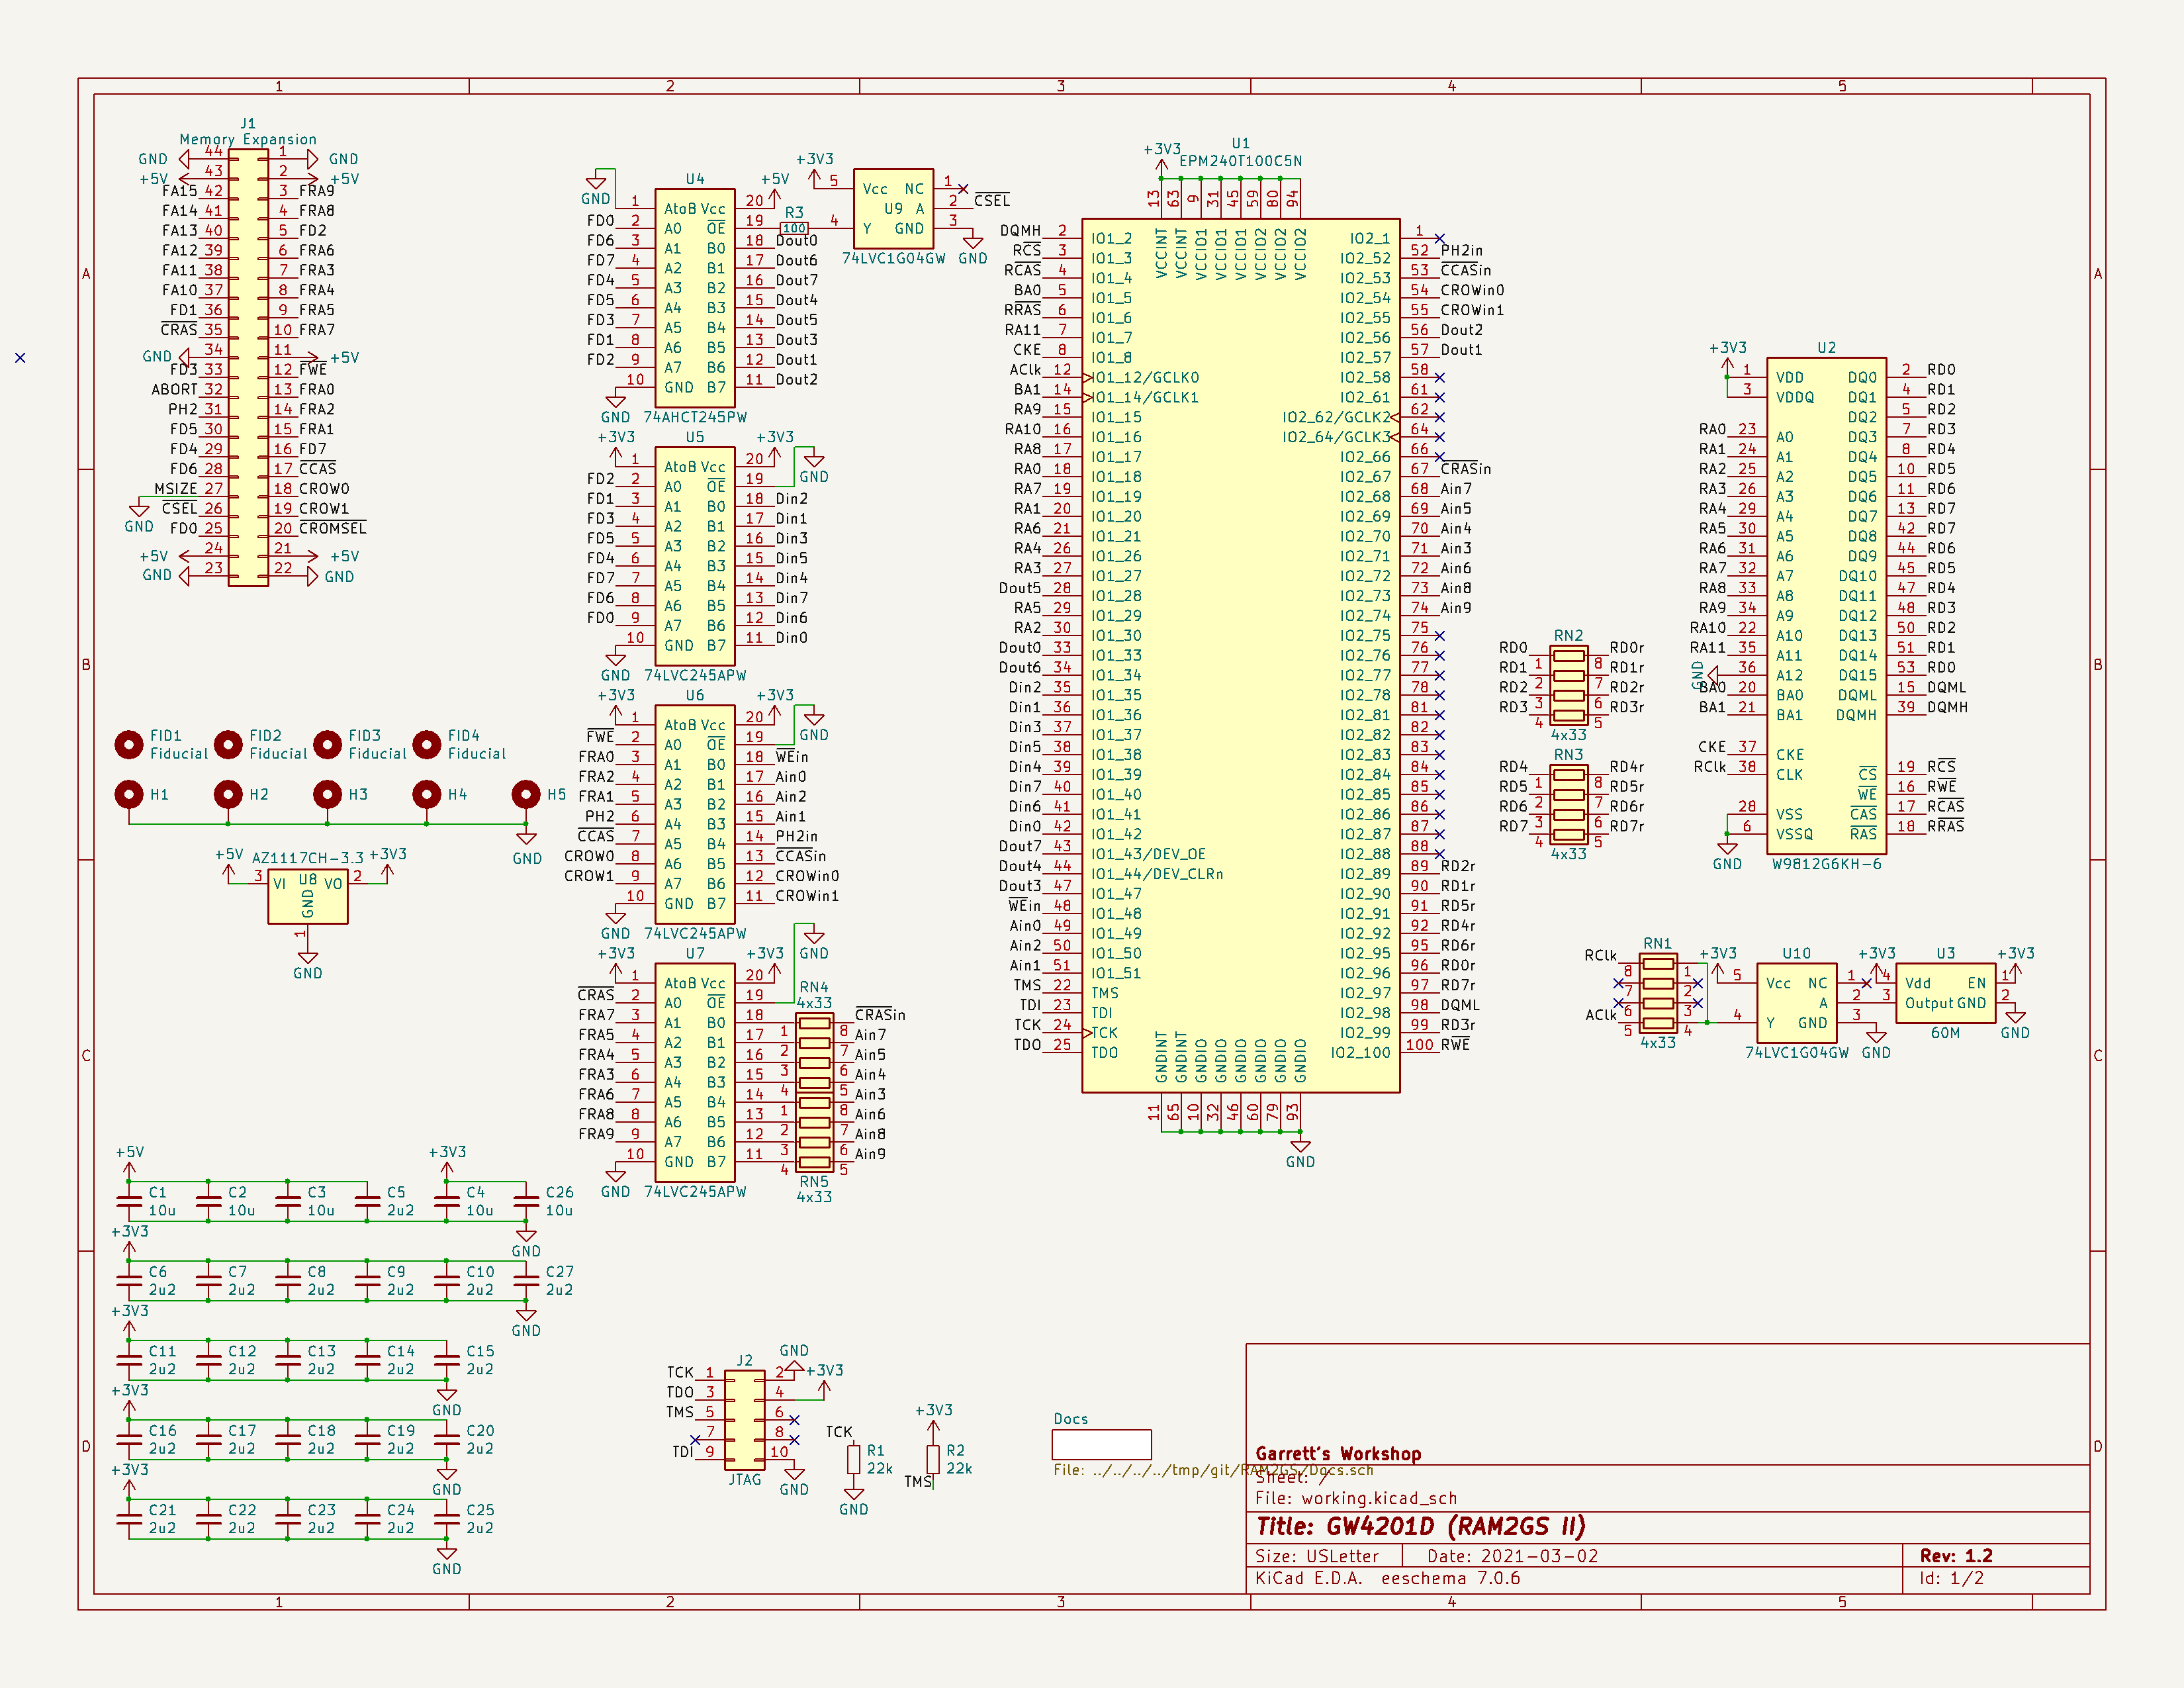 1 2 3 4 5
A B C D
J1
Memory Expansion
GND 44 1 GND
+5V 43 2 +5V
FA15 42 3 FRA9
FA14 41 4 FRA8
FA13 40 5 FD2
FA12 39 6 FRA6
FA11 38 7 FRA3
FA10 37 8 FRA4
FD1 36 9 FRA5
CRAS 35 10 FRA7
GND 34 11 +5V
FD3 33 12 FWE
ABORT 32 13 FRA0
PH2 31 14 FRA2
FD5 30 15 FRA1
FD4 29 16 FD7
FD6 28 17 CCAS
MSIZE 27 18 CROW0
CSEL 26 19 CROW1
GND
FD0 25 20 CROMSEL
+5V 24 21 +5V
GND 23 22 GND
FID1 Fiducial
FID2 Fiducial
FID3 Fiducial
FID4 Fiducial
H1 H2 H3 H4 H5
GND
+5V AZ1117CH-3.3 +3V3
3 VI U8 VO 2
GND
1
GND
+5V +3V3
C1 10u
C2 10u
C3 10u
C5 2u2
C4 10u
C26 10u
GND
+3V3
C6 2u2
C7 2u2
C8 2u2
C9 2u2
C10 2u2
C27 2u2
GND
+3V3
C11 2u2
C12 2u2
C13 2u2
C14 2u2
C15 2u2
GND
+3V3
C16 2u2
C17 2u2
C18 2u2
C19 2u2
C20 2u2
GND
+3V3
C21 2u2
C22 2u2
C23 2u2
C24 2u2
C25 2u2
GND
GND U4 +5V
1 AtoB Vcc 20
FD0 2 A0 OE 19
FD6 3 A1 B0 18 Dout0
FD7 4 A2 B1 17 Dout6
FD4 5 A3 B2 16 Dout7
FD5 6 A4 B3 15 Dout4
FD3 7 A5 B4 14 Dout5
FD1 8 A6 B5 13 Dout3
FD2 9 A7 B6 12 Dout1
10 GND B7 11 Dout2
GND 74AHCT245PW
R3
100
+3V3
5 Vcc NC 1
U9 A 2 CSEL
4 Y GND 3
74LVC1G04GW GND
+3V3 U5 +3V3
1 AtoB Vcc 20 GND
FD2 2 A0 OE 19
FD1 3 A1 B0 18 Din2
FD3 4 A2 B1 17 Din1
FD5 5 A3 B2 16 Din3
FD4 6 A4 B3 15 Din5
FD7 7 A5 B4 14 Din4
FD6 8 A6 B5 13 Din7
FD0 9 A7 B6 12 Din6
10 GND B7 11 Din0
GND 74LVC245APW
+3V3 U6 +3V3
1 AtoB Vcc 20 GND
FWE 2 A0 OE 19
FRA0 3 A1 B0 18 WEin
FRA2 4 A2 B1 17 Ain0
FRA1 5 A3 B2 16 Ain2
PH2 6 A4 B3 15 Ain1
CCAS 7 A5 B4 14 PH2in
CROW0 8 A6 B5 13 CCASin
CROW1 9 A7 B6 12 CROWin0
10 GND B7 11 CROWin1
GND 74LVC245APW
GND
+3V3 U7 +3V3
1 AtoB Vcc 20
CRAS 2 A0 OE 19
RN4
4x33
FRA7 3 A1 B0 18 1 8 CRASin
FRA5 4 A2 B1 17 2 7 Ain7
FRA4 5 A3 B2 16 3 6 Ain5
FRA3 6 A4 B3 15 4 5 Ain4
FRA6 7 A5 B4 14 1 8 Ain3
FRA8 8 A6 B5 13 2 7 Ain6
FRA9 9 A7 B6 12 3 6 Ain8
10 GND B7 11 4 5 Ain9
GND 74LVC245APW
RN5
4x33
J2
TCK 1 2 GND
TDO 3 4 +3V3
TMS 5 6
7 8
TDI 9 10
JTAG GND
TCK
R1
22k
GND
+3V3
R2
22k
TMS
Docs
File: ../../../../tmp/git/RAM2GS/Docs.sch
+3V3
U1
EPM240T100C5N
13 63 9 31 45 59 80 94
VCCINT VCCINT VCCIO1 VCCIO1 VCCIO1 VCCIO2 VCCIO2 VCCIO2
DQMH 2 IO1_2
RCS 3 IO1_3
RCAS 4 IO1_4
BA0 5 IO1_5
RRAS 6 IO1_6
RA11 7 IO1_7
CKE 8 IO1_8
AClk 12 IO1_12/GCLK0
BA1 14 IO1_14/GCLK1
RA9 15 IO1_15
RA10 16 IO1_16
RA8 17 IO1_17
RA0 18 IO1_18
RA7 19 IO1_19
RA1 20 IO1_20
RA6 21 IO1_21
RA4 26 IO1_26
RA3 27 IO1_27
Dout5 28 IO1_28
RA5 29 IO1_29
RA2 30 IO1_30
Dout0 33 IO1_33
Dout6 34 IO1_34
Din2 35 IO1_35
Din1 36 IO1_36
Din3 37 IO1_37
Din5 38 IO1_38
Din4 39 IO1_39
Din7 40 IO1_40
Din6 41 IO1_41
Din0 42 IO1_42
Dout7 43 IO1_43/DEV_OE
Dout4 44 IO1_44/DEV_CLRn
Dout3 47 IO1_47
WEin 48 IO1_48
Ain0 49 IO1_49
Ain2 50 IO1_50
Ain1 51 IO1_51
TMS 22 TMS
TDI 23 TDI
TCK 24 TCK
TDO 25 TDO
IO2_1 1
IO2_52 52 PH2in
IO2_53 53 CCASin
IO2_54 54 CROWin0
IO2_55 55 CROWin1
IO2_56 56 Dout2
IO2_57 57 Dout1
IO2_58 58
IO2_61 61
IO2_62/GCLK2 62
IO2_64/GCLK3 64
IO2_66 66
IO2_67 67 CRASin
IO2_68 68 Ain7
IO2_69 69 Ain5
IO2_70 70 Ain4
IO2_71 71 Ain3
IO2_72 72 Ain6
IO2_73 73 Ain8
IO2_74 74 Ain9
IO2_75 75
IO2_76 76
IO2_77 77
IO2_78 78
IO2_81 81
IO2_82 82
IO2_83 83
IO2_84 84
IO2_85 85
IO2_86 86
IO2_87 87
IO2_88 88
IO2_89 89 RD2r
IO2_90 90 RD1r
IO2_91 91 RD5r
IO2_92 92 RD4r
IO2_95 95 RD6r
IO2_96 96 RD0r
IO2_97 97 RD7r
IO2_98 98 DQML
IO2_99 99 RD3r
IO2_100 100 RWE
GNDINT GNDINT GNDIO GNDIO GNDIO GNDIO GNDIO GNDIO
11 65 10 32 46 60 79 93
GND
RN2
RD0 1 8 RD0r
RD1 2 7 RD1r
RD2 3 6 RD2r
RD3 4 5 RD3r
4x33
RN3
RD4 1 8 RD4r
RD5 2 7 RD5r
RD6 3 6 RD6r
RD7 4 5 RD7r
4x33
+3V3 U2
1 VDD DQ0 2 RD0
3 VDDQ DQ1 4 RD1
DQ2 5 RD2
RA0 23 A0 DQ3 7 RD3
RA1 24 A1 DQ4 8 RD4
RA2 25 A2 DQ5 10 RD5
RA3 26 A3 DQ6 11 RD6
RA4 29 A4 DQ7 13 RD7
RA5 30 A5 DQ8 42 RD7
RA6 31 A6 DQ9 44 RD6
RA7 32 A7 DQ10 45 RD5
RA8 33 A8 DQ11 47 RD4
RA9 34 A9 DQ12 48 RD3
RA10 22 A10 DQ13 50 RD2
RA11 35 A11 DQ14 51 RD1
GND 36 A12 DQ15 53 RD0
BA0 20 BA0 DQML 15 DQML
BA1 21 BA1 DQMH 39 DQMH
CKE 37 CKE
RClk 38 CLK CS 19 RCS
WE 16 RWE
28 VSS CAS 17 RCAS
6 VSSQ RAS 18 RRAS
GND W9812G6KH-6
RN1
RClk 8 1
7 2
6 3
AClk 5 4
4x33
+3V3 U10
5 Vcc NC 1
A 2
4 Y GND 3
74LVC1G04GW GND
+3V3 U3 +3V3
4 Vdd EN 1
3 Output GND 2
60M GND
Garrett's Workshop
Sheet: /
File: working.kicad_sch
Title: GW4201D (RAM2GS II)
Size: USLetter Date: 2021-03-02 Rev: 1.2
KiCad E.D.A. eeschema 7.0.6 Id: 1/2
1 2 3 4 5
A B C D